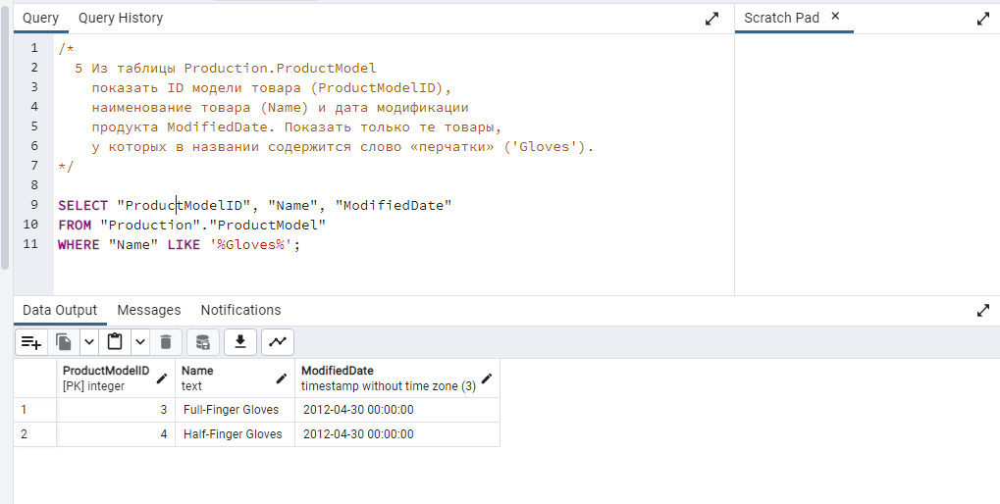 Query Query History
Scratch Pad ×
1 /*
2 5 Из таблицы Production.ProductModel
3 показать ID модели товара (ProductModelID),
4 наименование товара (Name) и дата модификации
5 продукта ModifiedDate. Показать только те товары,
6 у которых в названии содержится слово «перчатки» ('Gloves').
7 */
8
9 SELECT "ProductModelID", "Name", "ModifiedDate"
10 FROM "Production"."ProductModel"
11 WHERE "Name" LIKE '%Gloves%';
Data Output Messages Notifications
ProductModelID Name ModifiedDate
[PK] integer text timestamp without time zone (3)
1 3 Full-Finger Gloves 2012-04-30 00:00:00
2 4 Half-Finger Gloves 2012-04-30 00:00:00